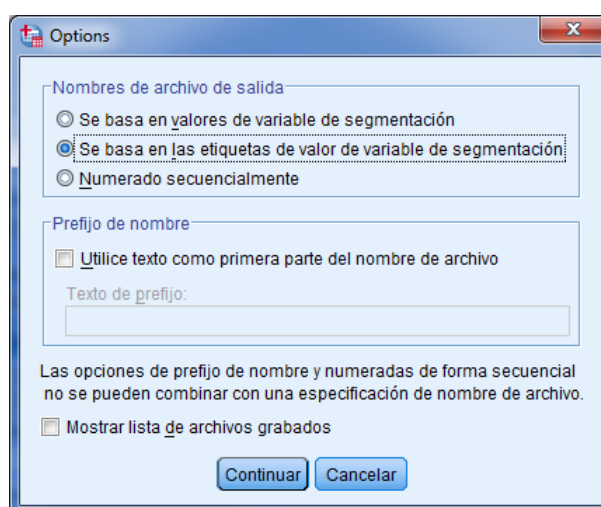 Options
Nombres de archivo de salida
Se basa en valores de variable de segmentación
Se basa en las etiquetas de valor de variable de segmentación
Numerado secuencialmente
Prefijo de nombre
Utilice texto como primera parte del nombre de archivo
Texto de prefijo:
Las opciones de prefijo de nombre y numeradas de forma secuencial
no se pueden combinar con una especificación de nombre de archivo.
Mostrar lista de archivos grabados
Continuar Cancelar